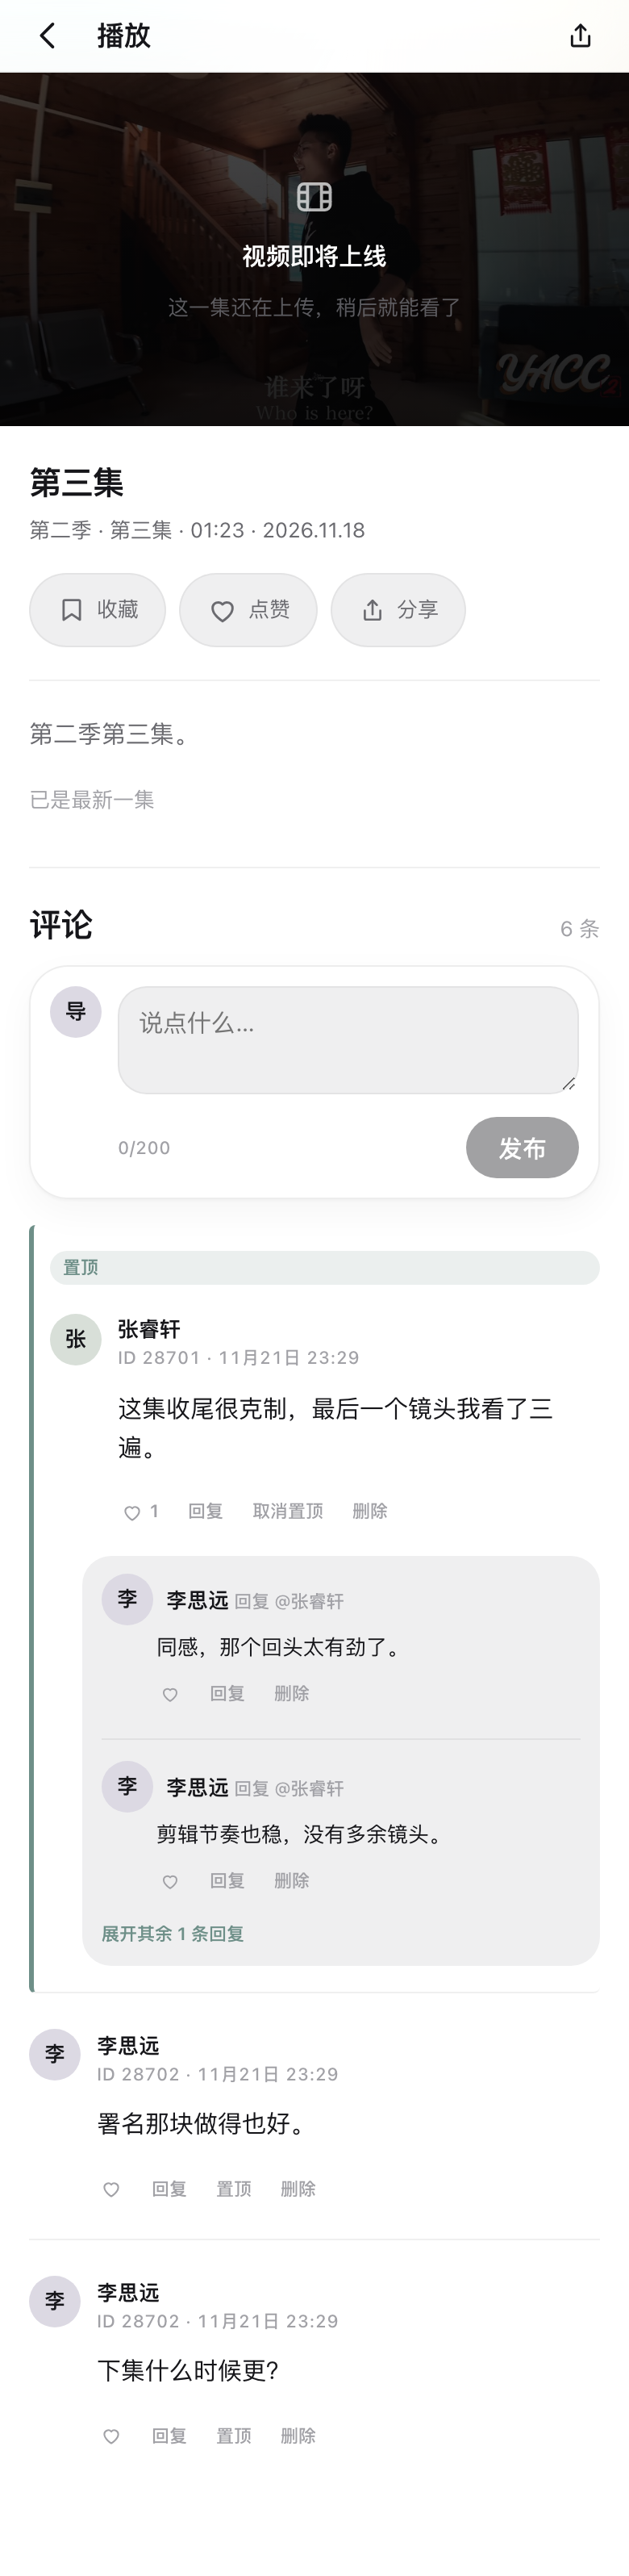 播放
视频即将上线
这一集还在上传，稍后就能看了
谁来了呀
Who is here?
YACC
第三集
第二季 · 第三集 · 01:23 · 2026.11.18
收藏
点赞
分享
第二季第三集。
已是最新一集
评论
6 条
导
说点什么...
0/200
发布
置顶
张
张睿轩
ID 28701 · 11月21日 23:29
这集收尾很克制，最后一个镜头我看了三
遍。
1 回复 取消置顶 删除
李
李思远 回复 @张睿轩
同感，那个回头太有劲了。
回复 删除
李
李思远 回复 @张睿轩
剪辑节奏也稳，没有多余镜头。
回复 删除
展开其余 1 条回复
李
李思远
ID 28702 · 11月21日 23:29
署名那块做得也好。
回复 置顶 删除
李
李思远
ID 28702 · 11月21日 23:29
下集什么时候更?
回复 置顶 删除